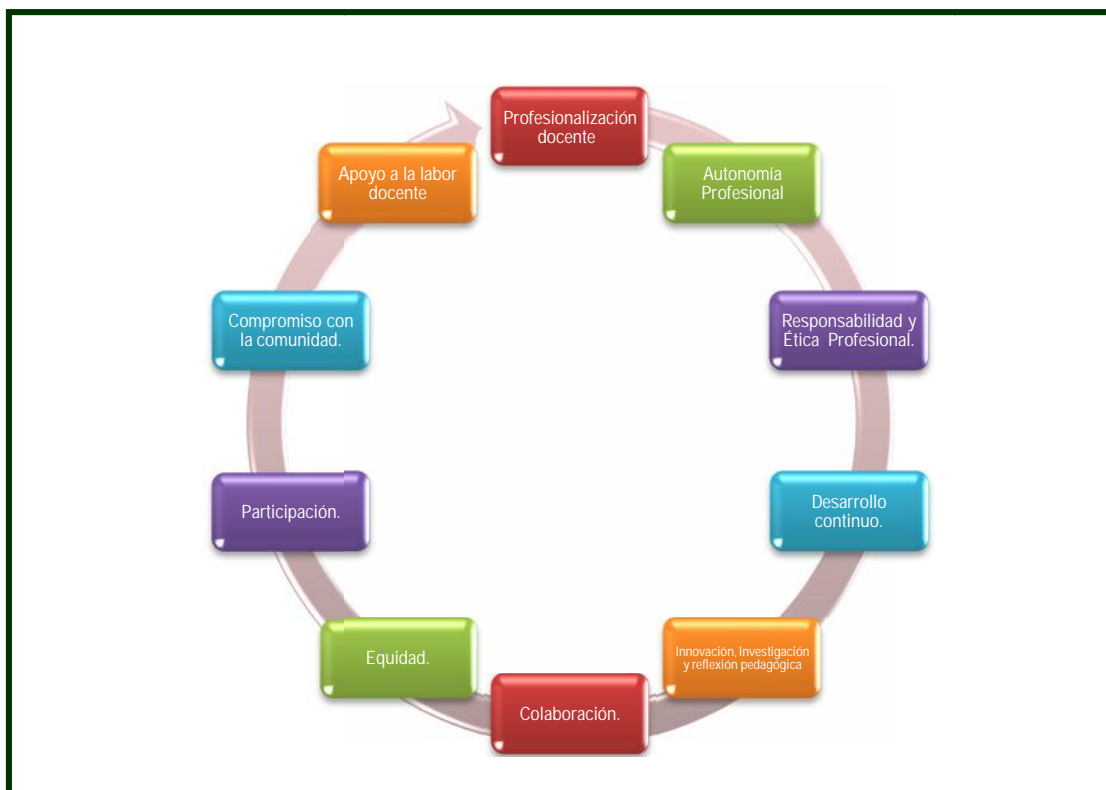 Profesionalización
docente
Autonomía
Profesional
Responsabilidad y
Ética Profesional.
Desarrollo
continuo.
Innovación, Investigación
y reflexión pedagógica
Colaboración.
Equidad.
Participación.
Compromiso con
la comunidad.
Apoyo a la labor
docente